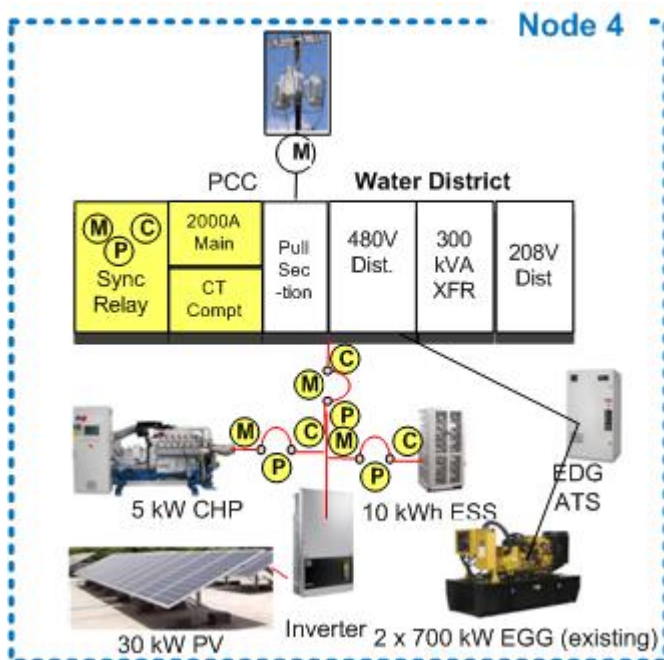 Node 4
M
PCC
Water District
M
C
P
Sync
Relay
2000A
Main
CT
Compt
Pull
Sec
-tion
480V
Dist.
300
kVA
XFR
208V
Dist
C
M
M
C
P
M
C
P
P
5 kW CHP
10 kWh ESS
EDG
ATS
30 kW PV
Inverter
2 x 700 kW EGG (existing)